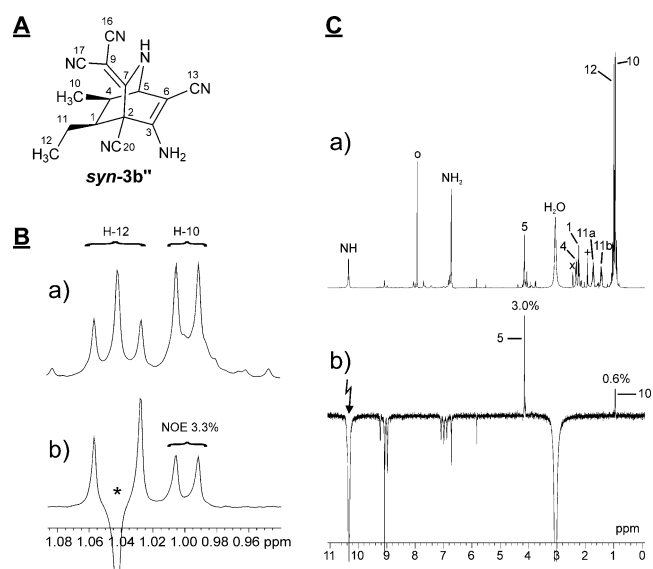 A
16
CN
17
NC
9
H
N
7
10
H₃C
4
5
6
13
CN
11
1
2
3
12
H₃C
CN
20
NH₂
syn-3b"
B
H-12
H-10
a)
b)
*
NOE 3.3%
1.08 1.06 1.04 1.02 1.00 0.98 0.96 ppm
C
a)
12
10
o
NH₂
NH
5
H₂O
1
11a
4
11b
x
+
b)
3.0%
5
0.6%
10
ppm
11 10 9 8 7 6 5 4 3 2 1 0